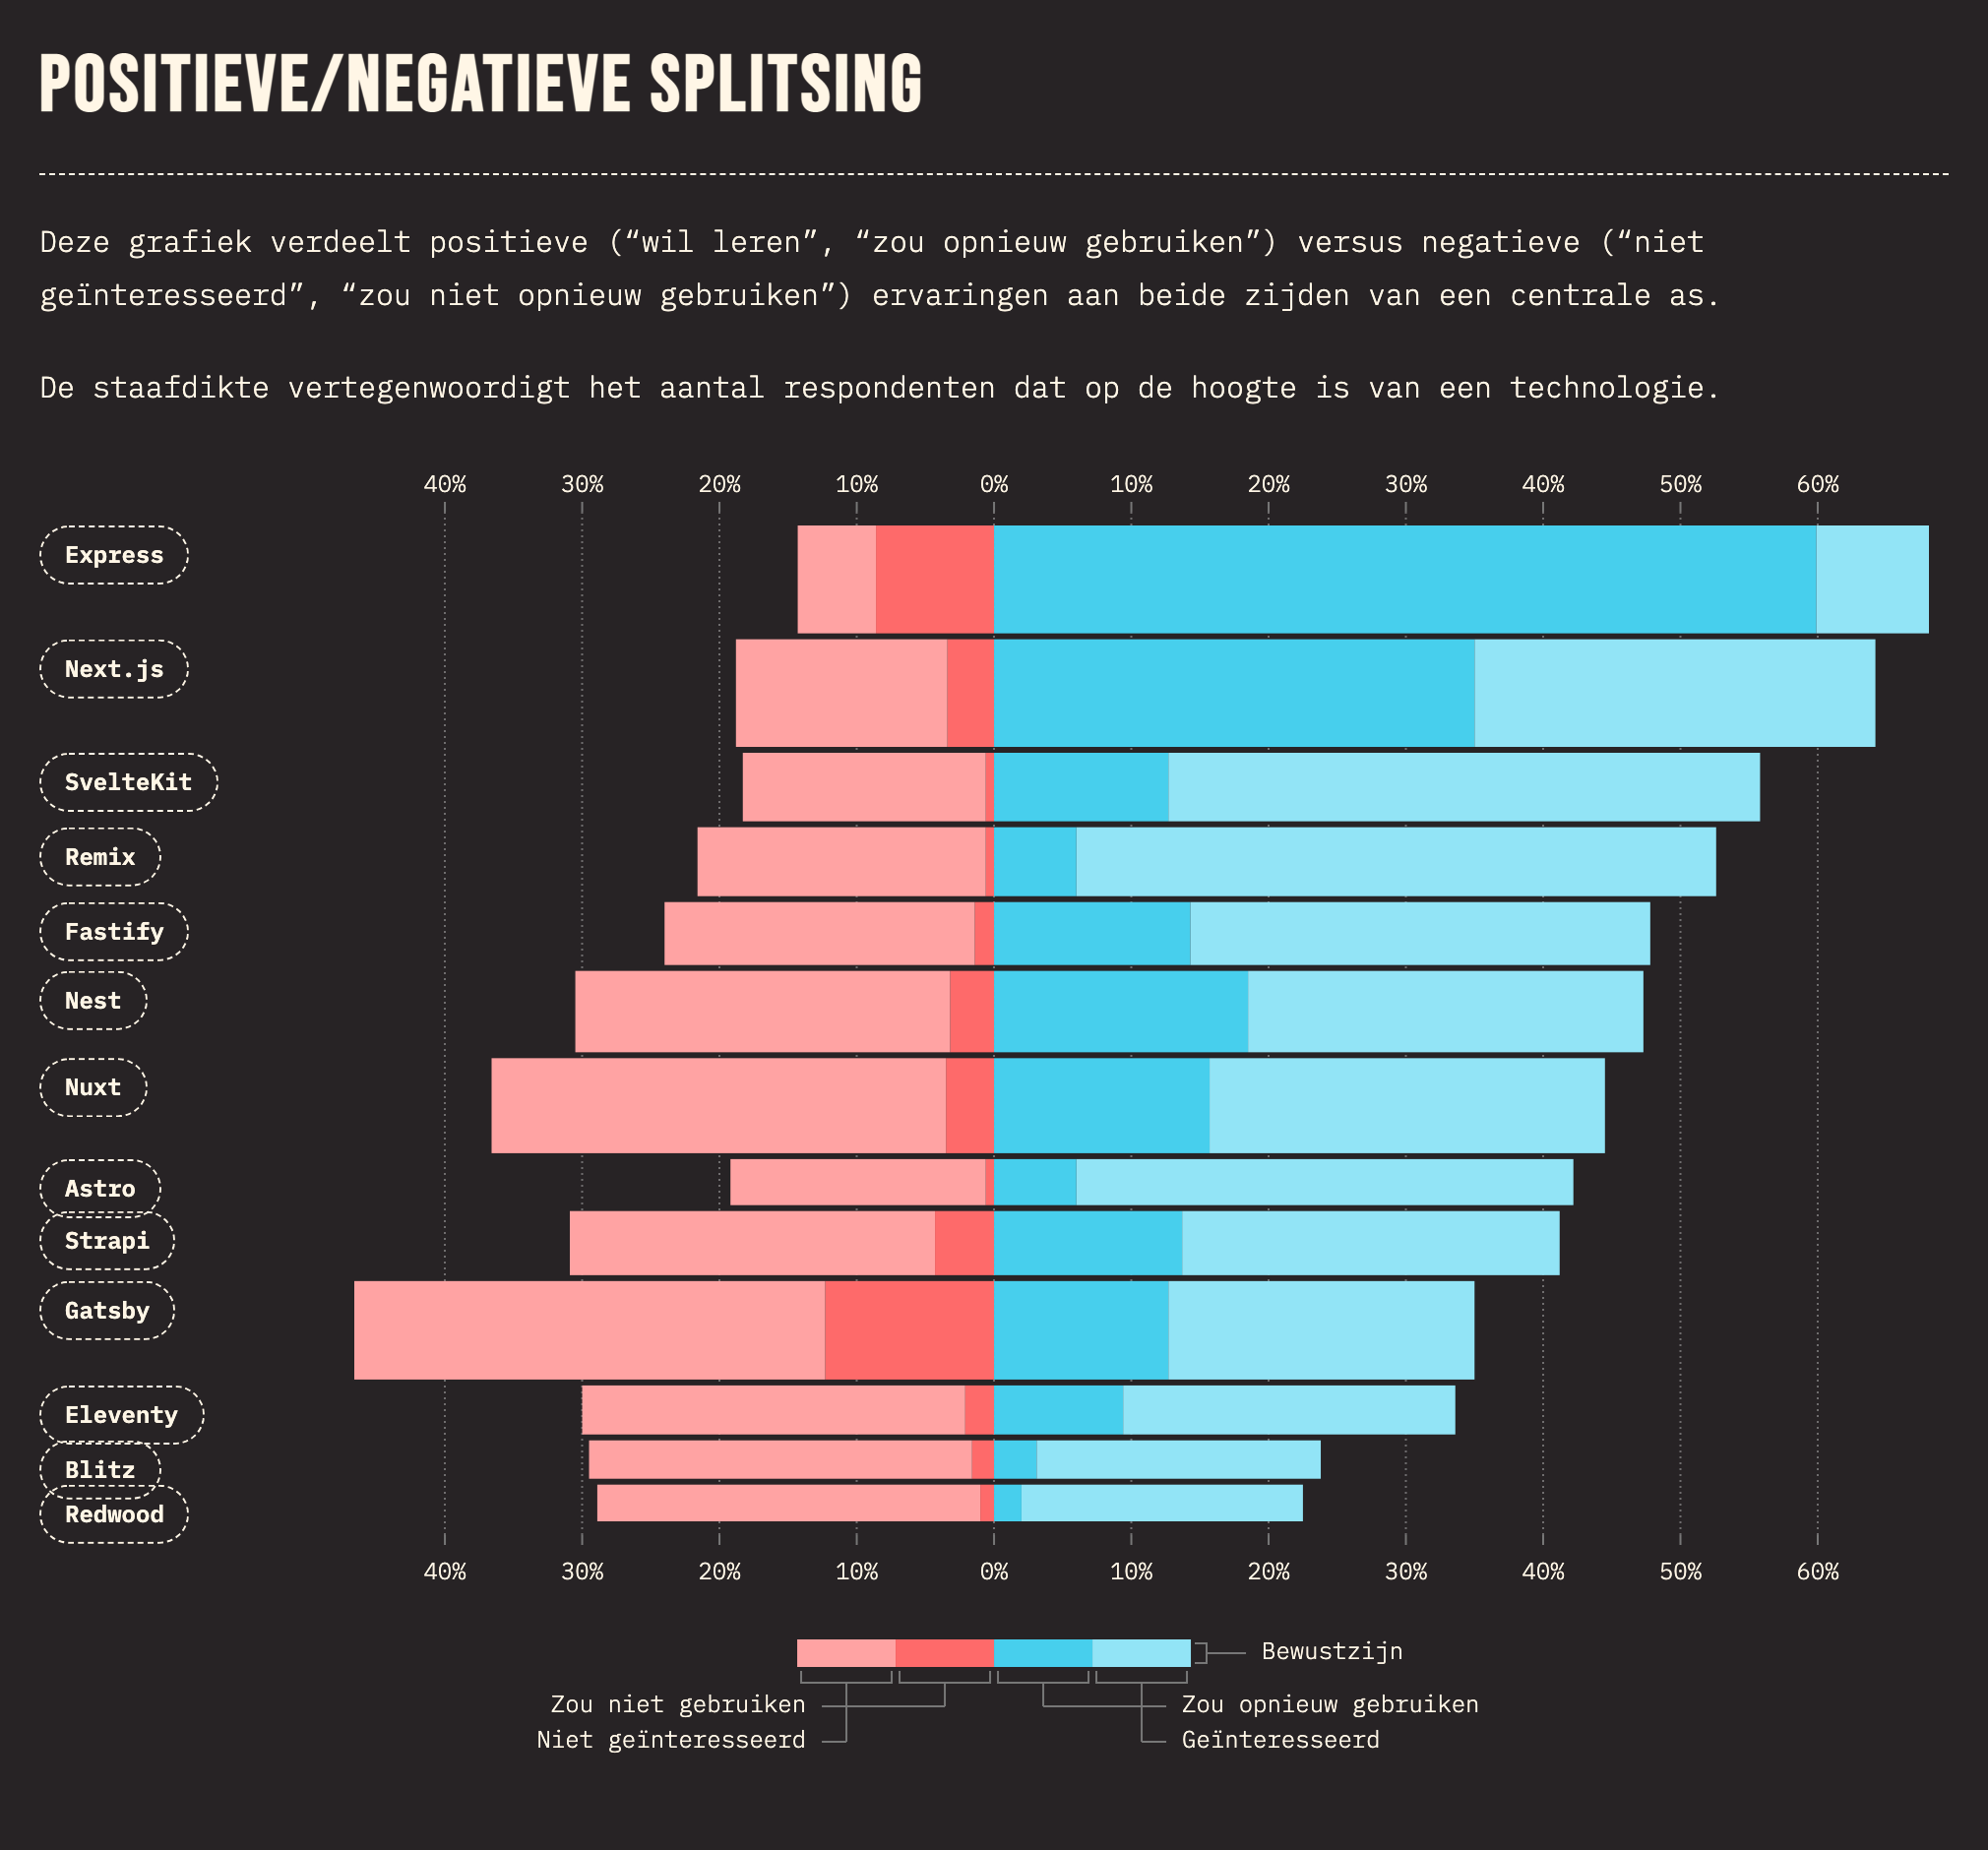 POSITIEVE/NEGATIEVE SPLITSING
Deze grafiek verdeelt positieve (“wil leren”, “zou opnieuw gebruiken”) versus negatieve (“niet
geïnteresseerd”, “zou niet opnieuw gebruiken”) ervaringen aan beide zijden van een centrale as.
De staafdikte vertegenwoordigt het aantal respondenten dat op de hoogte is van een technologie.
40% 30% 20% 10% 0% 10% 20% 30% 40% 50% 60%
Express
Next.js
SvelteKit
Remix
Fastify
Nest
Nuxt
Astro
Strapi
Gatsby
Eleventy
Blitz
Redwood
40% 30% 20% 10% 0% 10% 20% 30% 40% 50% 60%
Bewustzijn
Zou niet gebruiken Zou opnieuw gebruiken
Niet geïnteresseerd Geïnteresseerd